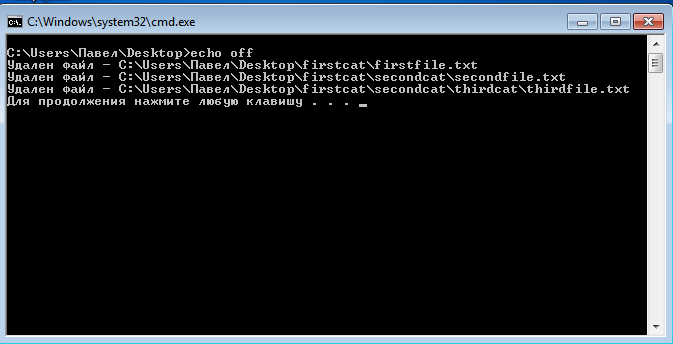 C:\Windows\system32\cmd.exe
C:\Users\Павел\Desktop>echo off
Удален файл - C:\Users\Павел\Desktop\firstcat\firstfile.txt
Удален файл - C:\Users\Павел\Desktop\firstcat\secondcat\secondfile.txt
Удален файл - C:\Users\Павел\Desktop\firstcat\secondcat\thirdcat\thirdfile.txt
Для продолжения нажмите любую клавишу . . . _